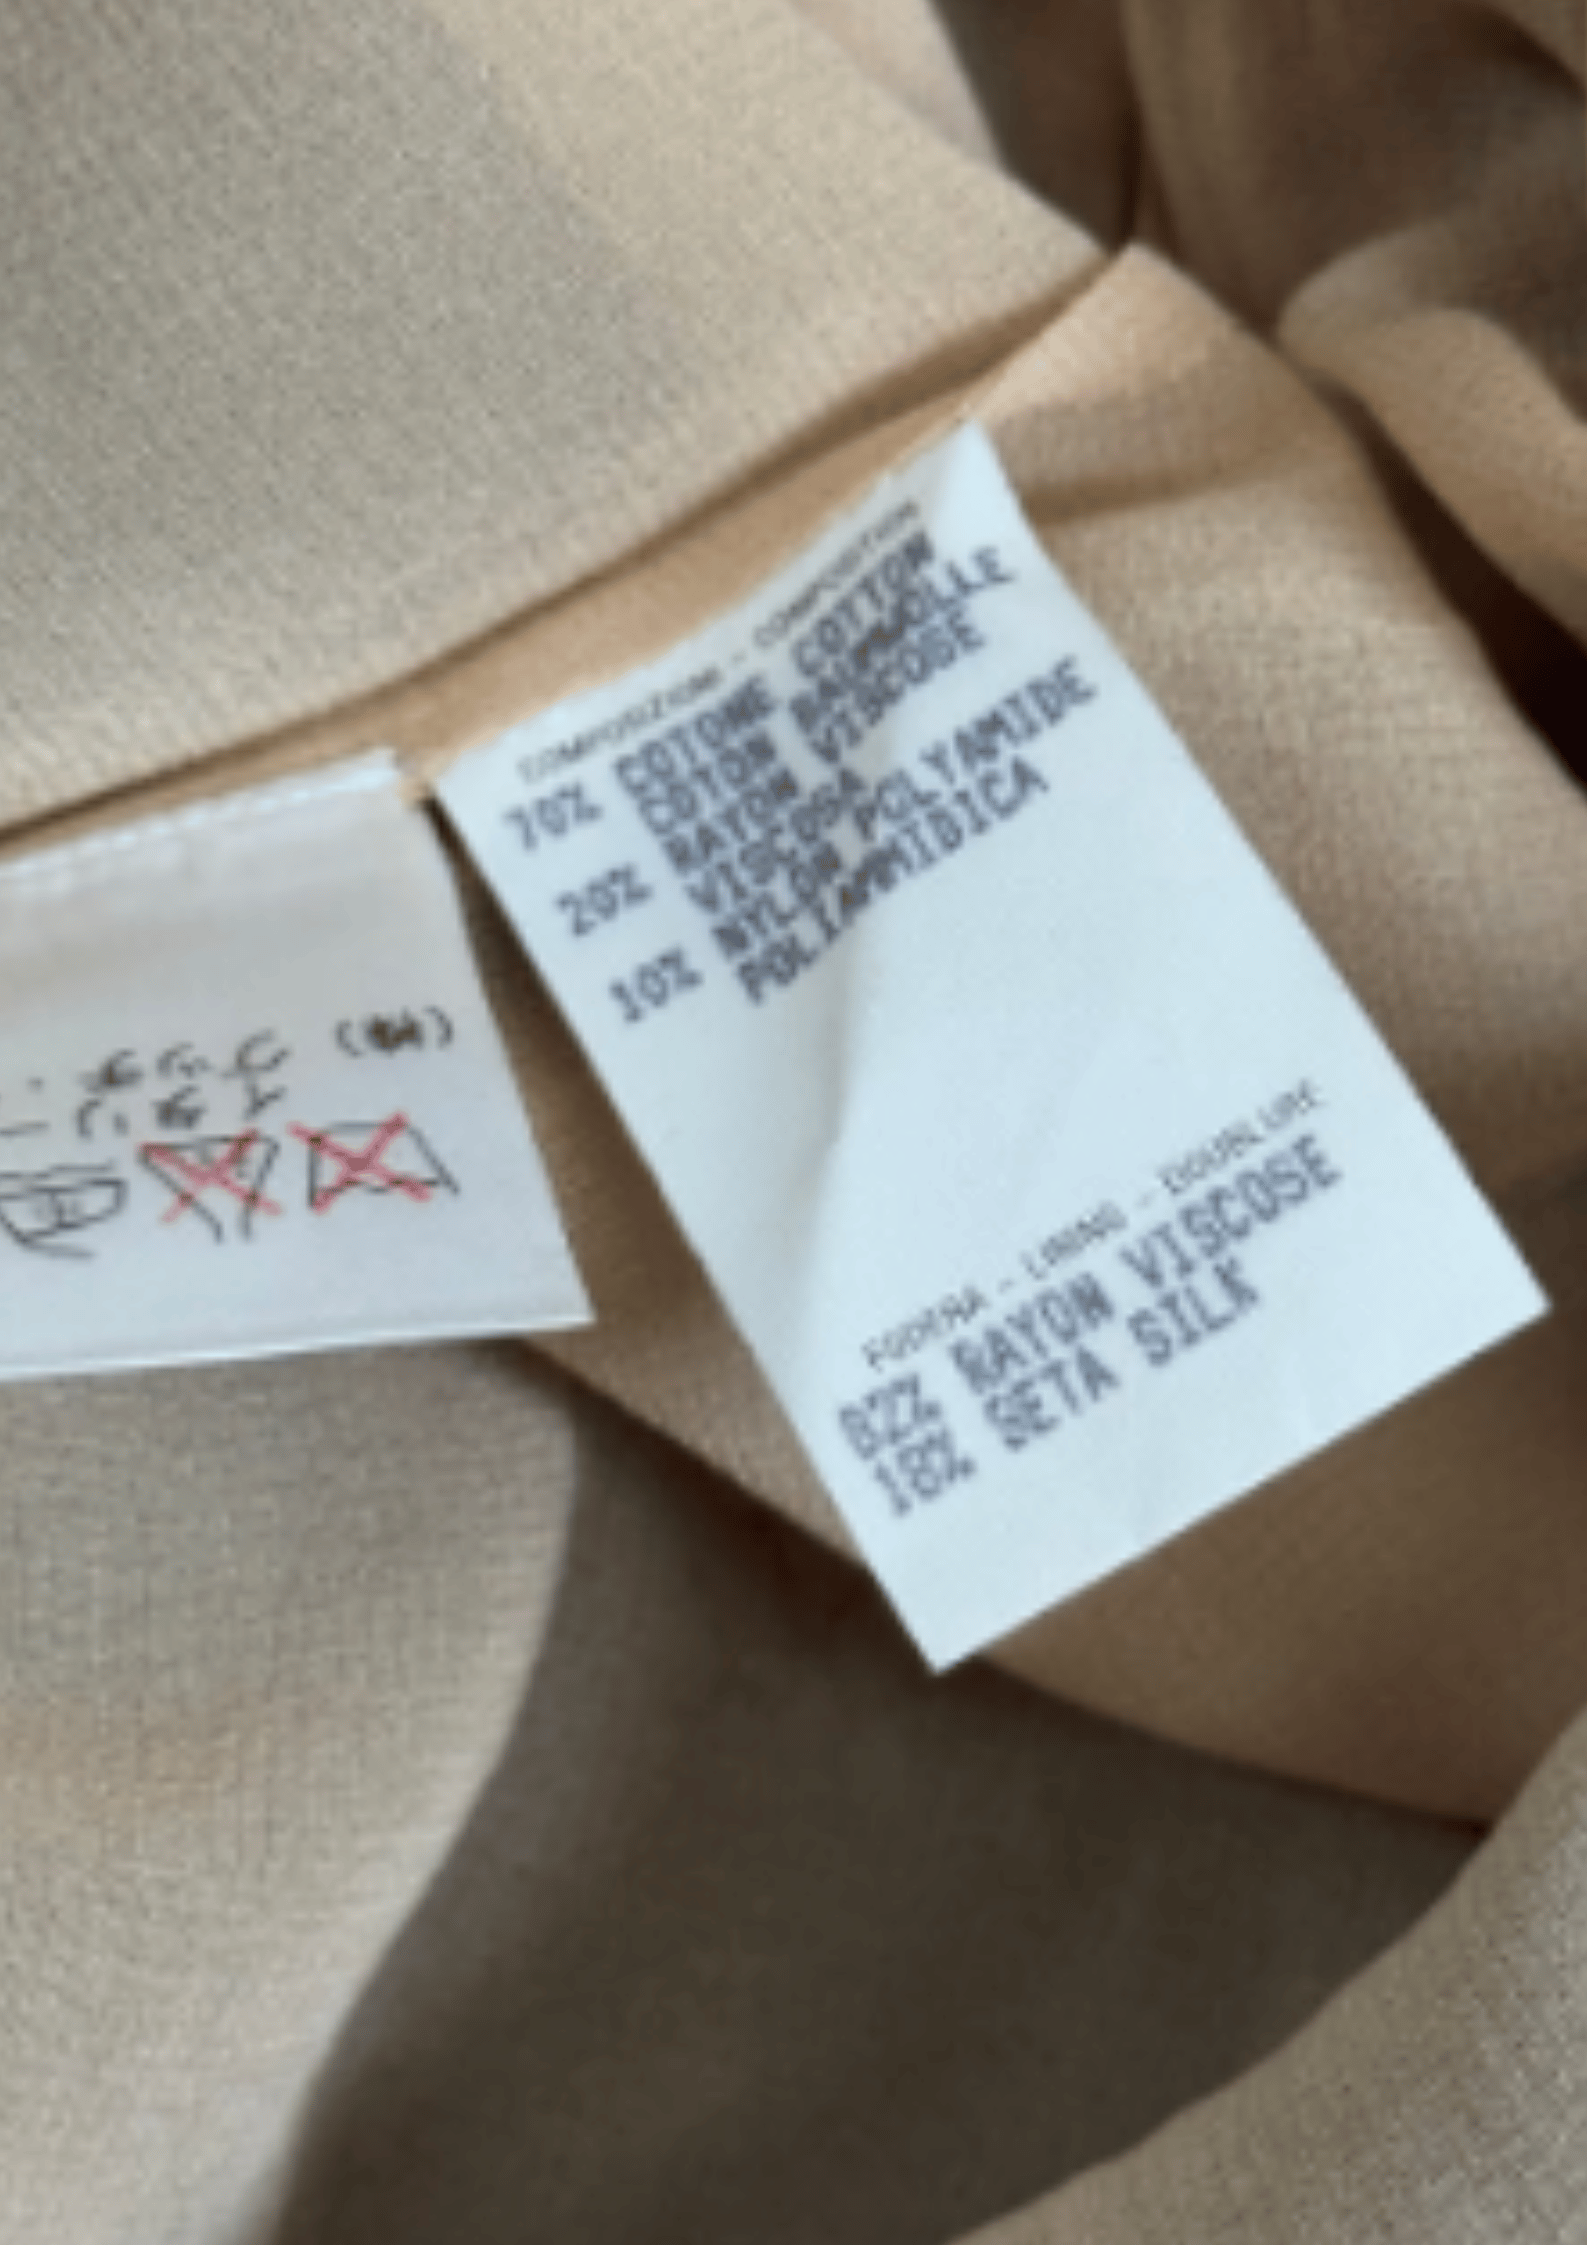 COMPOSIZIONE - COMPOSITION
70% COTONE COTTON
COTON BAUMWOLLE
20% RAYON VISCOSE
VISCOSA
10% NYLON POLYAMIDE
POLIAMMIDICA
FODERA - LINING - DOUBLURE
82% RAYON VISCOSE
18% SETA SILK